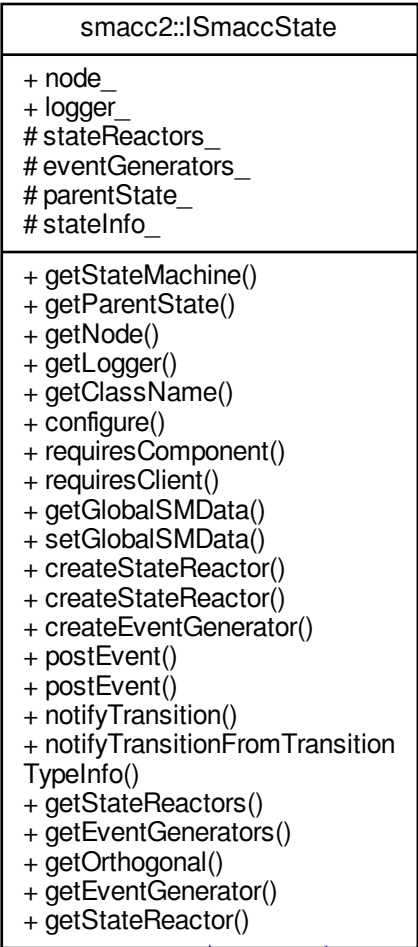 smacc2::ISmaccState
+ node_
+ logger_
# stateReactors_
# eventGenerators_
# parentState_
# stateInfo_
+ getStateMachine()
+ getParentState()
+ getNode()
+ getLogger()
+ getClassName()
+ configure()
+ requiresComponent()
+ requiresClient()
+ getGlobalSMData()
+ setGlobalSMData()
+ createStateReactor()
+ createStateReactor()
+ createEventGenerator()
+ postEvent()
+ postEvent()
+ notifyTransition()
+ notifyTransitionFromTransition
TypeInfo()
+ getStateReactors()
+ getEventGenerators()
+ getOrthogonal()
+ getEventGenerator()
+ getStateReactor()